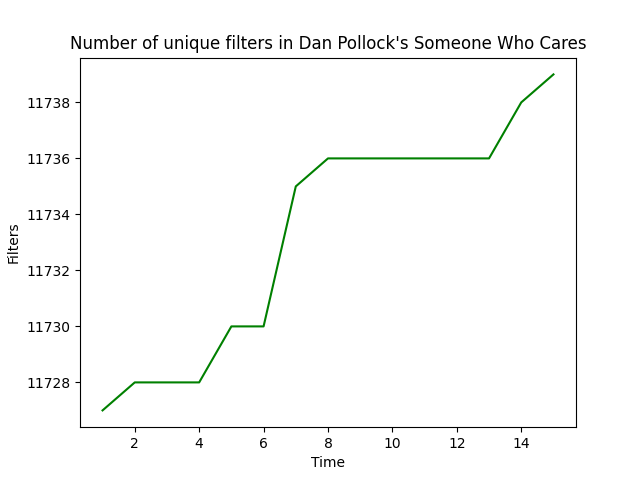 Number of unique filters in Dan Pollock's Someone Who Cares
11738
11736
11734
11732
11730
11728
Filters
2 4 6 8 10 12 14
Time